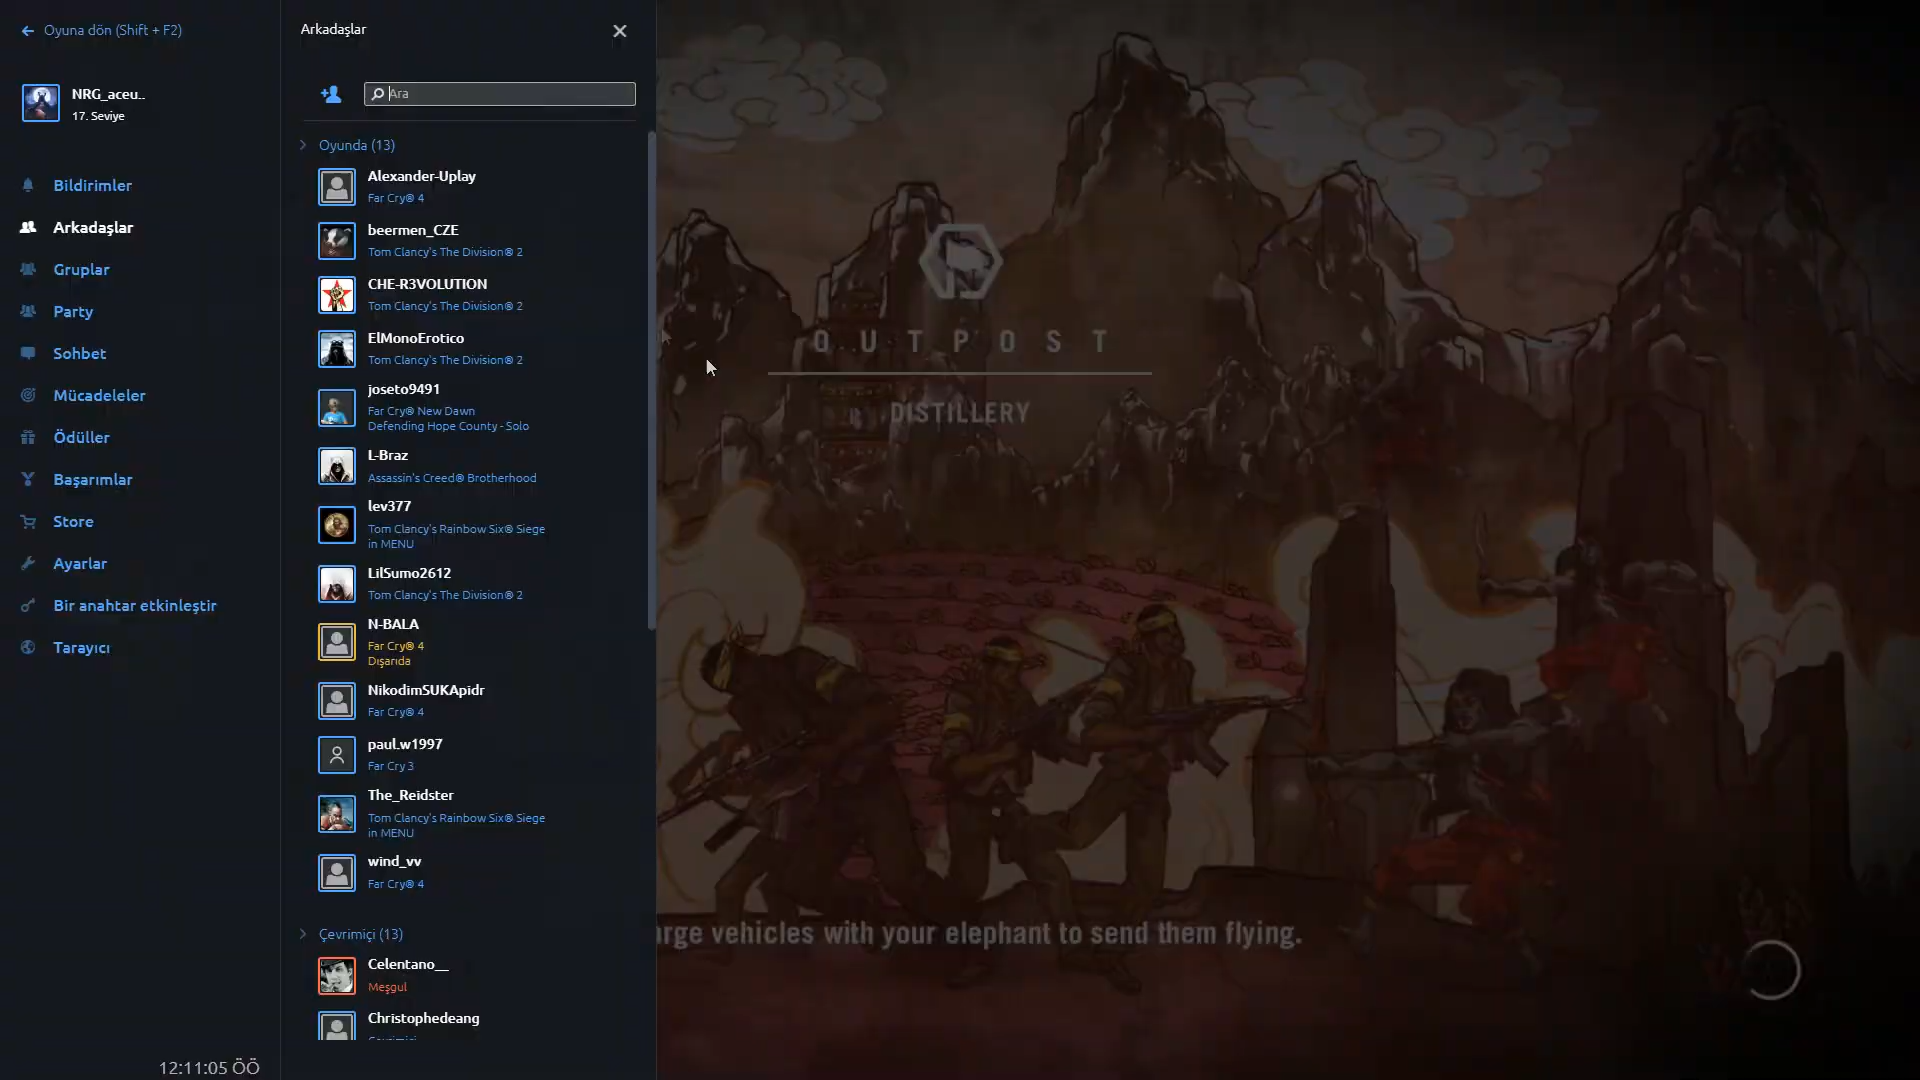 Oyuna dön (Shift + F2)
NRG_aceu..
17. Seviye
Bildirimler
Arkadaşlar
Gruplar
Party
Sohbet
Mücadeleler
Ödüller
Başarımlar
Store
Ayarlar
Bir anahtar etkinleştir
Tarayıcı
12:11:05 ÖÖ
Arkadaşlar
Ara
Oyunda (13)
Alexander-Uplay
Far Cry® 4
beermen_CZE
Tom Clancy's The Division® 2
CHE-R3VOLUTION
Tom Clancy's The Division® 2
ElMonoErotico
Tom Clancy's The Division® 2
joseto9491
Far Cry® New Dawn
Defending Hope County - Solo
L-Braz
Assassin's Creed® Brotherhood
lev377
Tom Clancy's Rainbow Six® Siege
in MENU
LilSumo2612
Tom Clancy's The Division® 2
N-BALA
Far Cry® 4
Dışarıda
NikodimSUKApidr
Far Cry® 4
paul.w1997
Far Cry 3
The_Reidster
Tom Clancy's Rainbow Six® Siege
in MENU
wind_vv
Far Cry® 4
Çevrimiçi (13)
Celentano__
Meşgul
Christophedeang
Çevrimiçi
OUTPOST
DISTILLERY
vehicles with your elephant to send them flying.